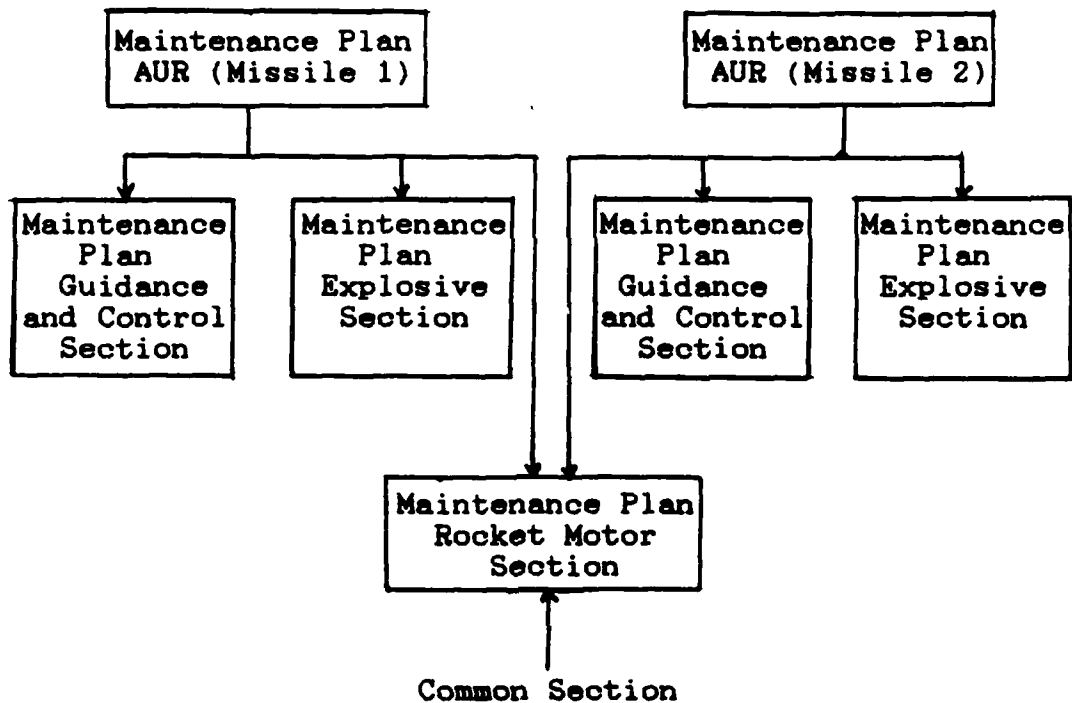 Maintenance Plan
AUR (Missile 1)
Maintenance Plan
AUR (Missile 2)
Maintenance
Plan
Guidance
and Control
Section
Maintenance
Plan
Explosive
Section
Maintenance
Plan
Guidance
and Control
Section
Maintenance
Plan
Explosive
Section
Maintenance Plan
Rocket Motor
Section
Common Section